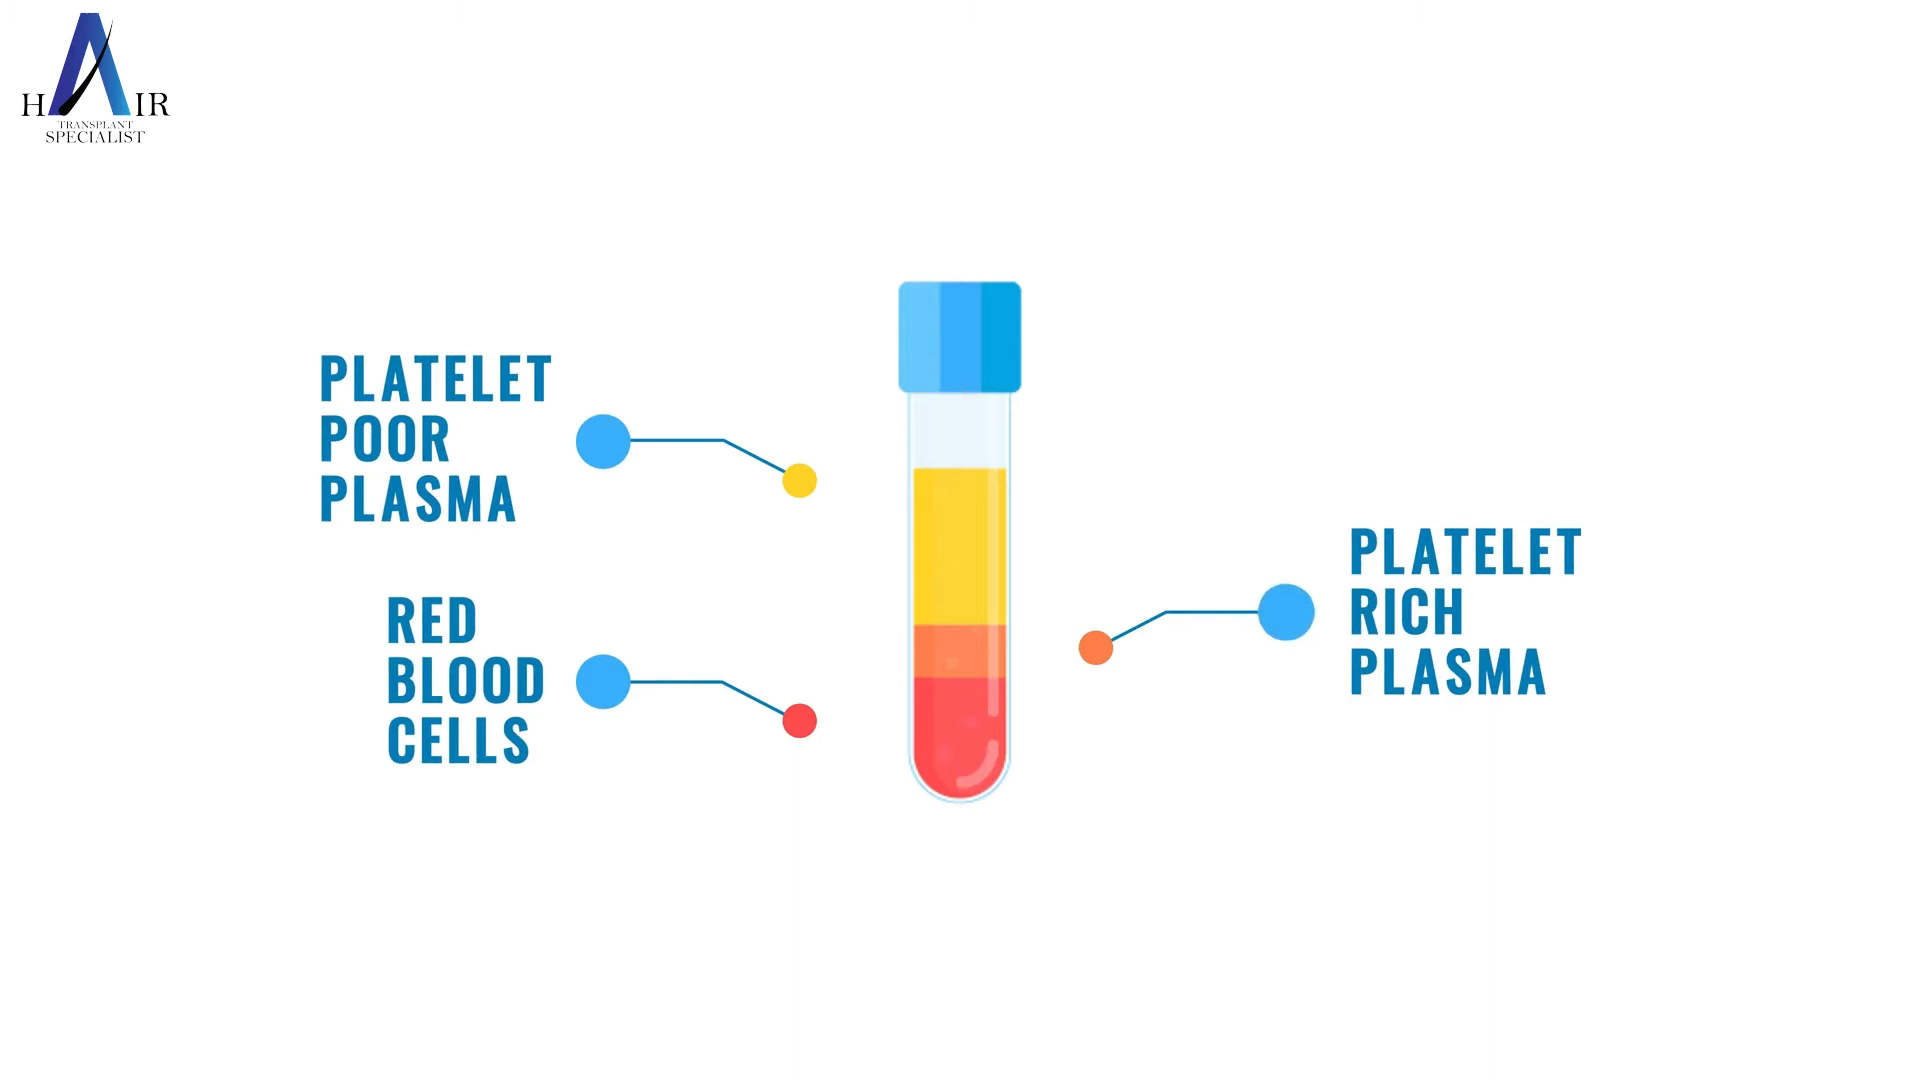 HAIR
TRANSPLANT
SPECIALIST
PLATELET
POOR
PLASMA
RED
BLOOD
CELLS
PLATELET
RICH
PLASMA